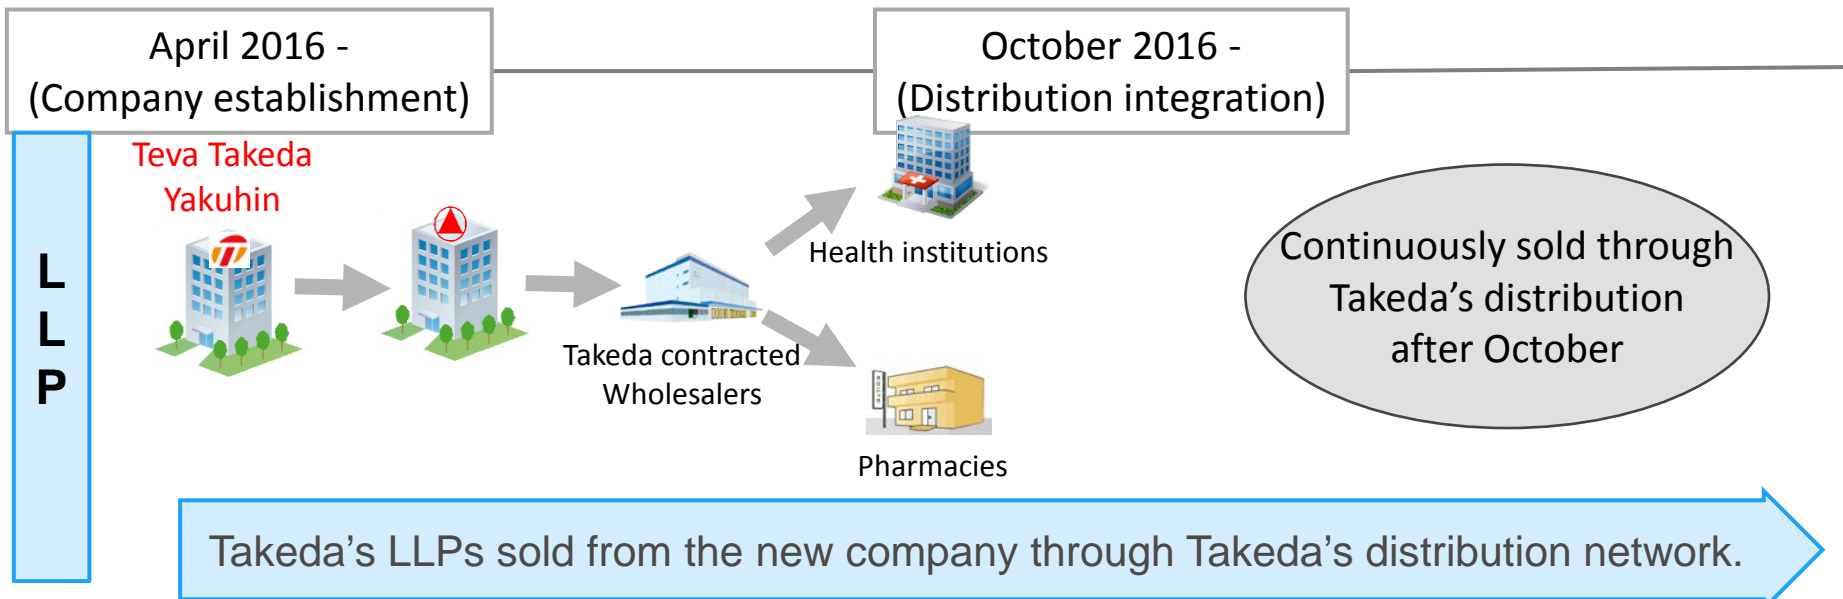 April 2016 -
(Company establishment)
October 2016 -
(Distribution integration)
L
L
P
Teva Takeda
Yakuhin
Takeda contracted
Wholesalers
Health institutions
Pharmacies
Continuously sold through
Takeda’s distribution
after October
Takeda’s LLPs sold from the new company through Takeda’s distribution network.